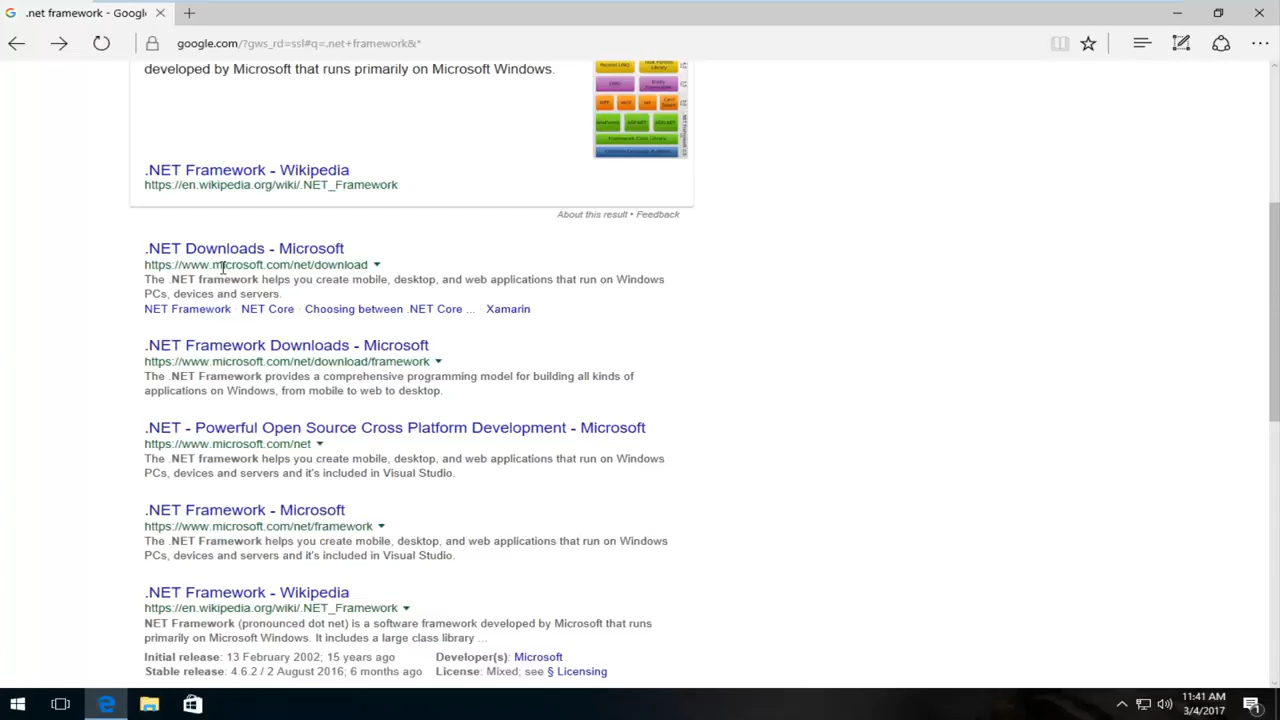 .net framework - Googl
google.com/?gws_rd=ssl#q=.net+framework&*
developed by Microsoft that runs primarily on Microsoft Windows.
.NET Framework - Wikipedia
https://en.wikipedia.org/wiki/.NET_Framework
About this result • Feedback
.NET Downloads - Microsoft
https://www.microsoft.com/net/download
The .NET framework helps you create mobile, desktop, and web applications that run on Windows
PCs, devices and servers.
NET Framework · NET Core · Choosing between .NET Core ... · Xamarin
.NET Framework Downloads - Microsoft
https://www.microsoft.com/net/download/framework
The .NET Framework provides a comprehensive programming model for building all kinds of
applications on Windows, from mobile to web to desktop.
.NET - Powerful Open Source Cross Platform Development - Microsoft
https://www.microsoft.com/net
The .NET framework helps you create mobile, desktop, and web applications that run on Windows
PCs, devices and servers and it's included in Visual Studio.
.NET Framework - Microsoft
https://www.microsoft.com/net/framework
The .NET Framework helps you create mobile, desktop, and web applications that run on Windows
PCs, devices and servers and it's included in Visual Studio.
.NET Framework - Wikipedia
https://en.wikipedia.org/wiki/.NET_Framework
NET Framework (pronounced dot net) is a software framework developed by Microsoft that runs
primarily on Microsoft Windows. It includes a large class library ...
Initial release: 13 February 2002; 15 years ago Developer(s): Microsoft
Stable release: 4.6.2 / 2 August 2016; 6 months ago License: Mixed; see § Licensing
11:41 AM
3/4/2017
1